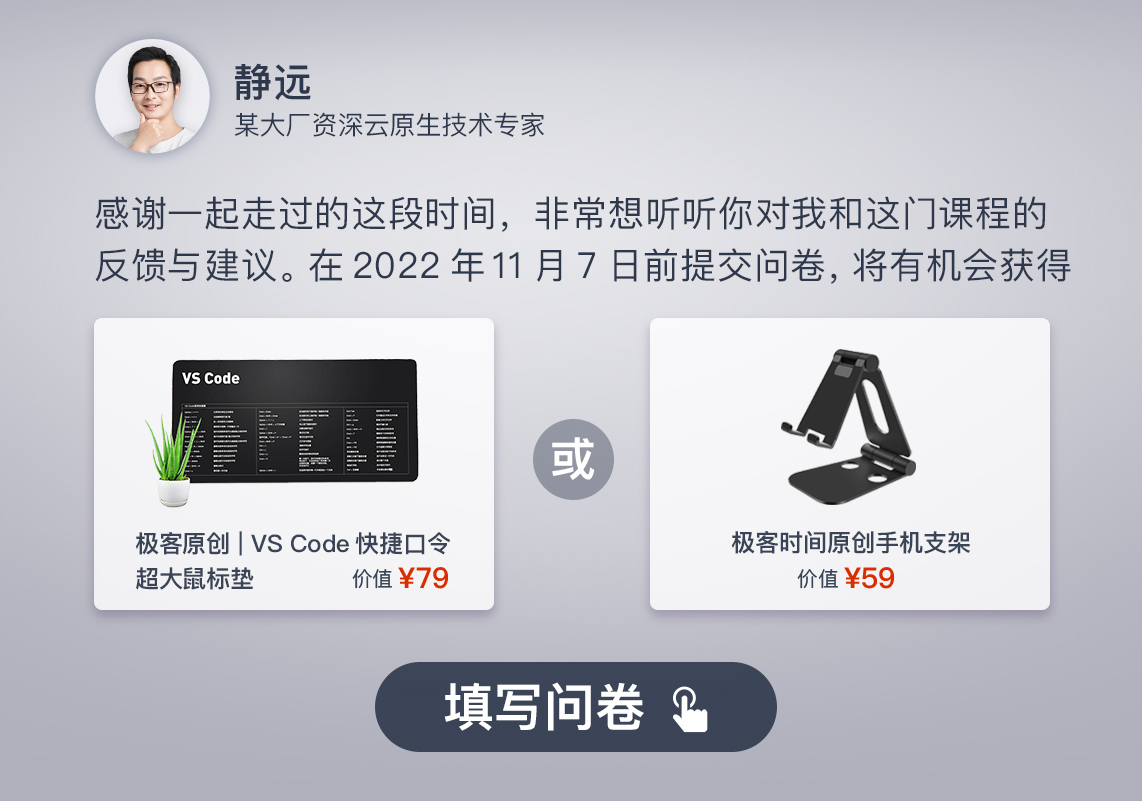 静远
某大厂资深云原生技术专家
感谢一起走过的这段时间，非常想听听你对我和这门课程的
反馈与建议。在 2022 年 11 月 7 日前提交问卷，将有机会获得
VS Code
极客原创 | VS Code 快捷口令
超大鼠标垫 价值 ¥79
或
极客时间原创手机支架
价值 ¥59
填写问卷